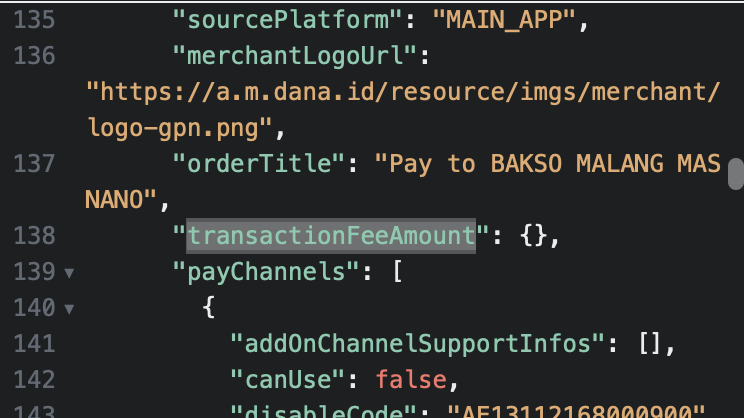 135 "sourcePlatform": "MAIN_APP",
136 "merchantLogoUrl":
"https://a.m.dana.id/resource/imgs/merchant/
logo-gpn.png",
137 "orderTitle": "Pay to BAKSO MALANG MAS
NANO",
138 "transactionFeeAmount": {},
139 "payChannels": [
140 {
141 "addOnChannelSupportInfos": [],
142 "canUse": false,
143 "disableCode": "AE13112168000900"